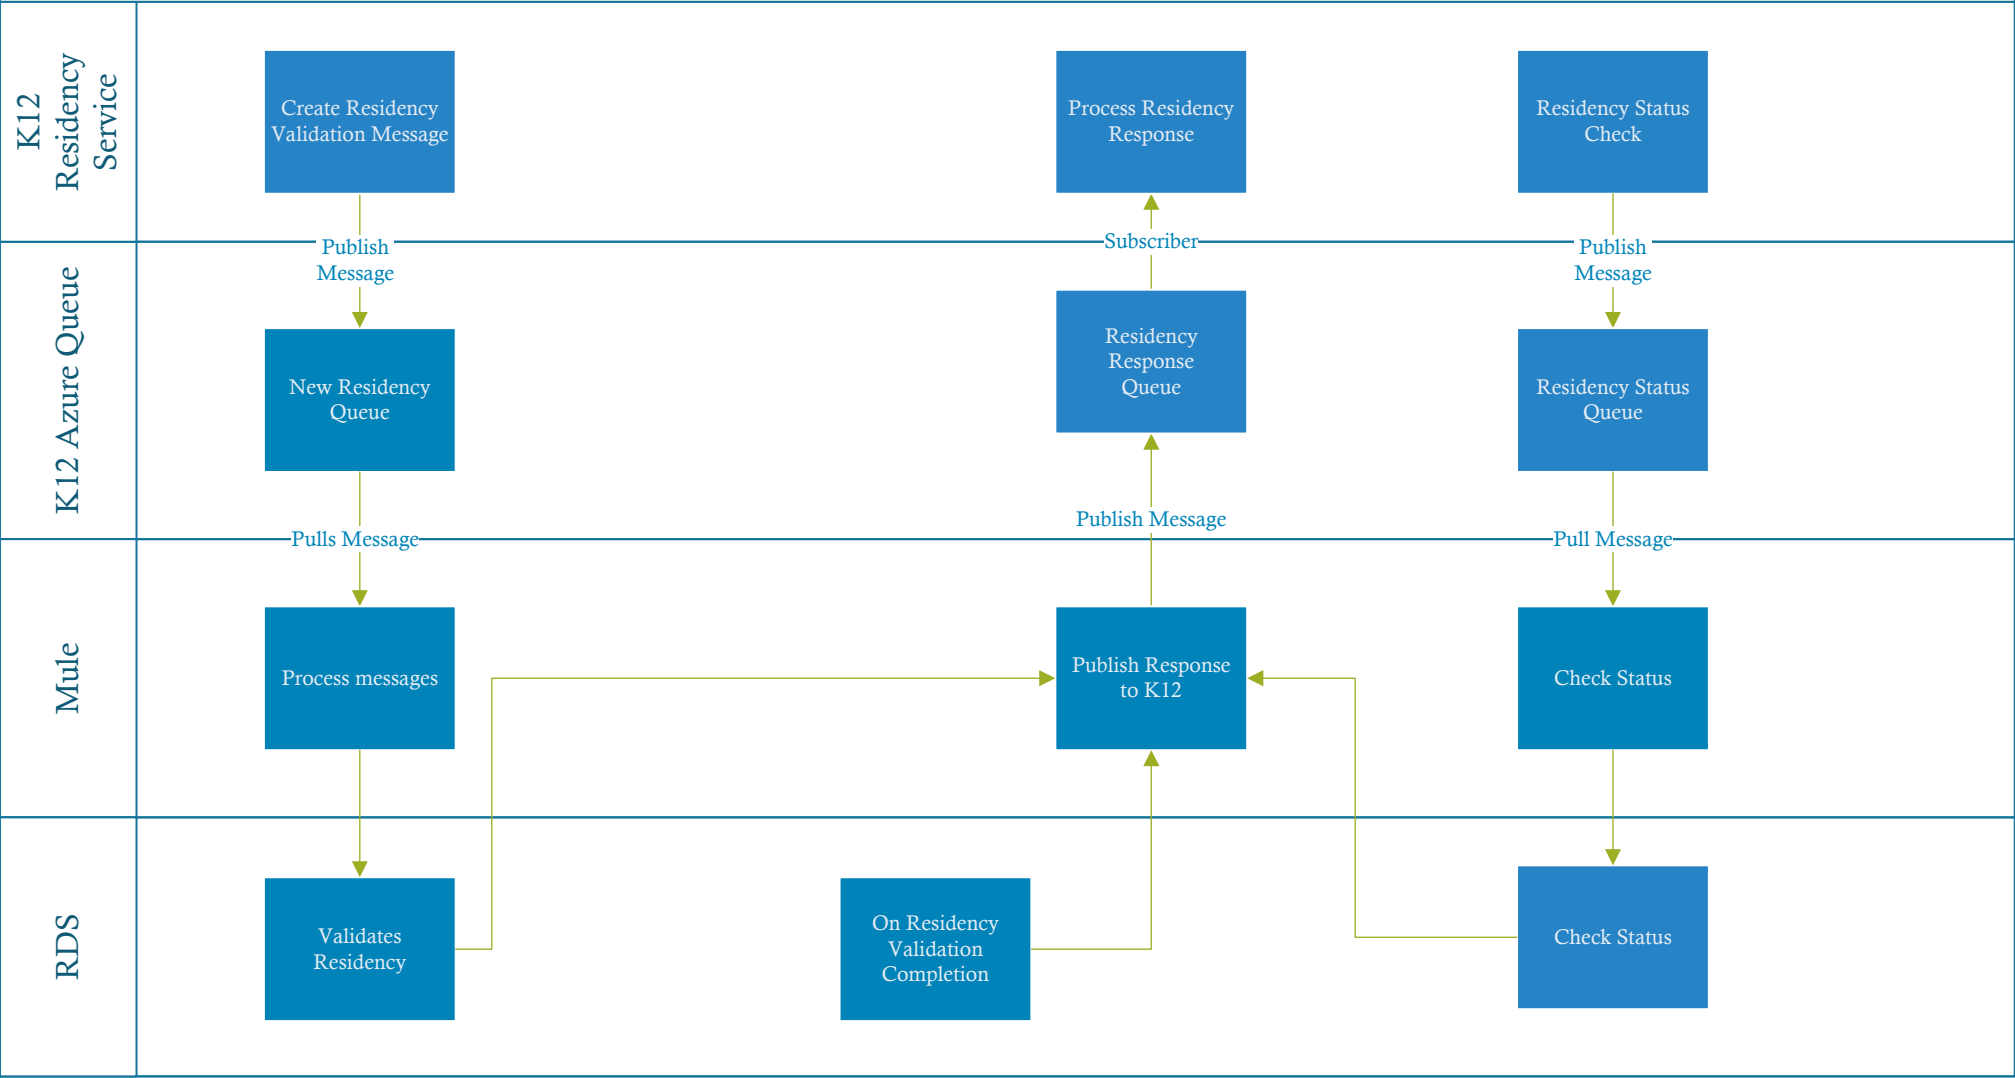 K12
Residency
Service
Create Residency
Validation Message
Process Residency
Response
Residency Status
Check
Publish
Message
Subscriber
Publish
Message
K12 Azure Queue
New Residency
Queue
Residency
Response
Queue
Residency Status
Queue
Pulls Message
Publish Message
Pull Message
Mule
Process messages
Publish Response
to K12
Check Status
RDS
Validates
Residency
On Residency
Validation
Completion
Check Status